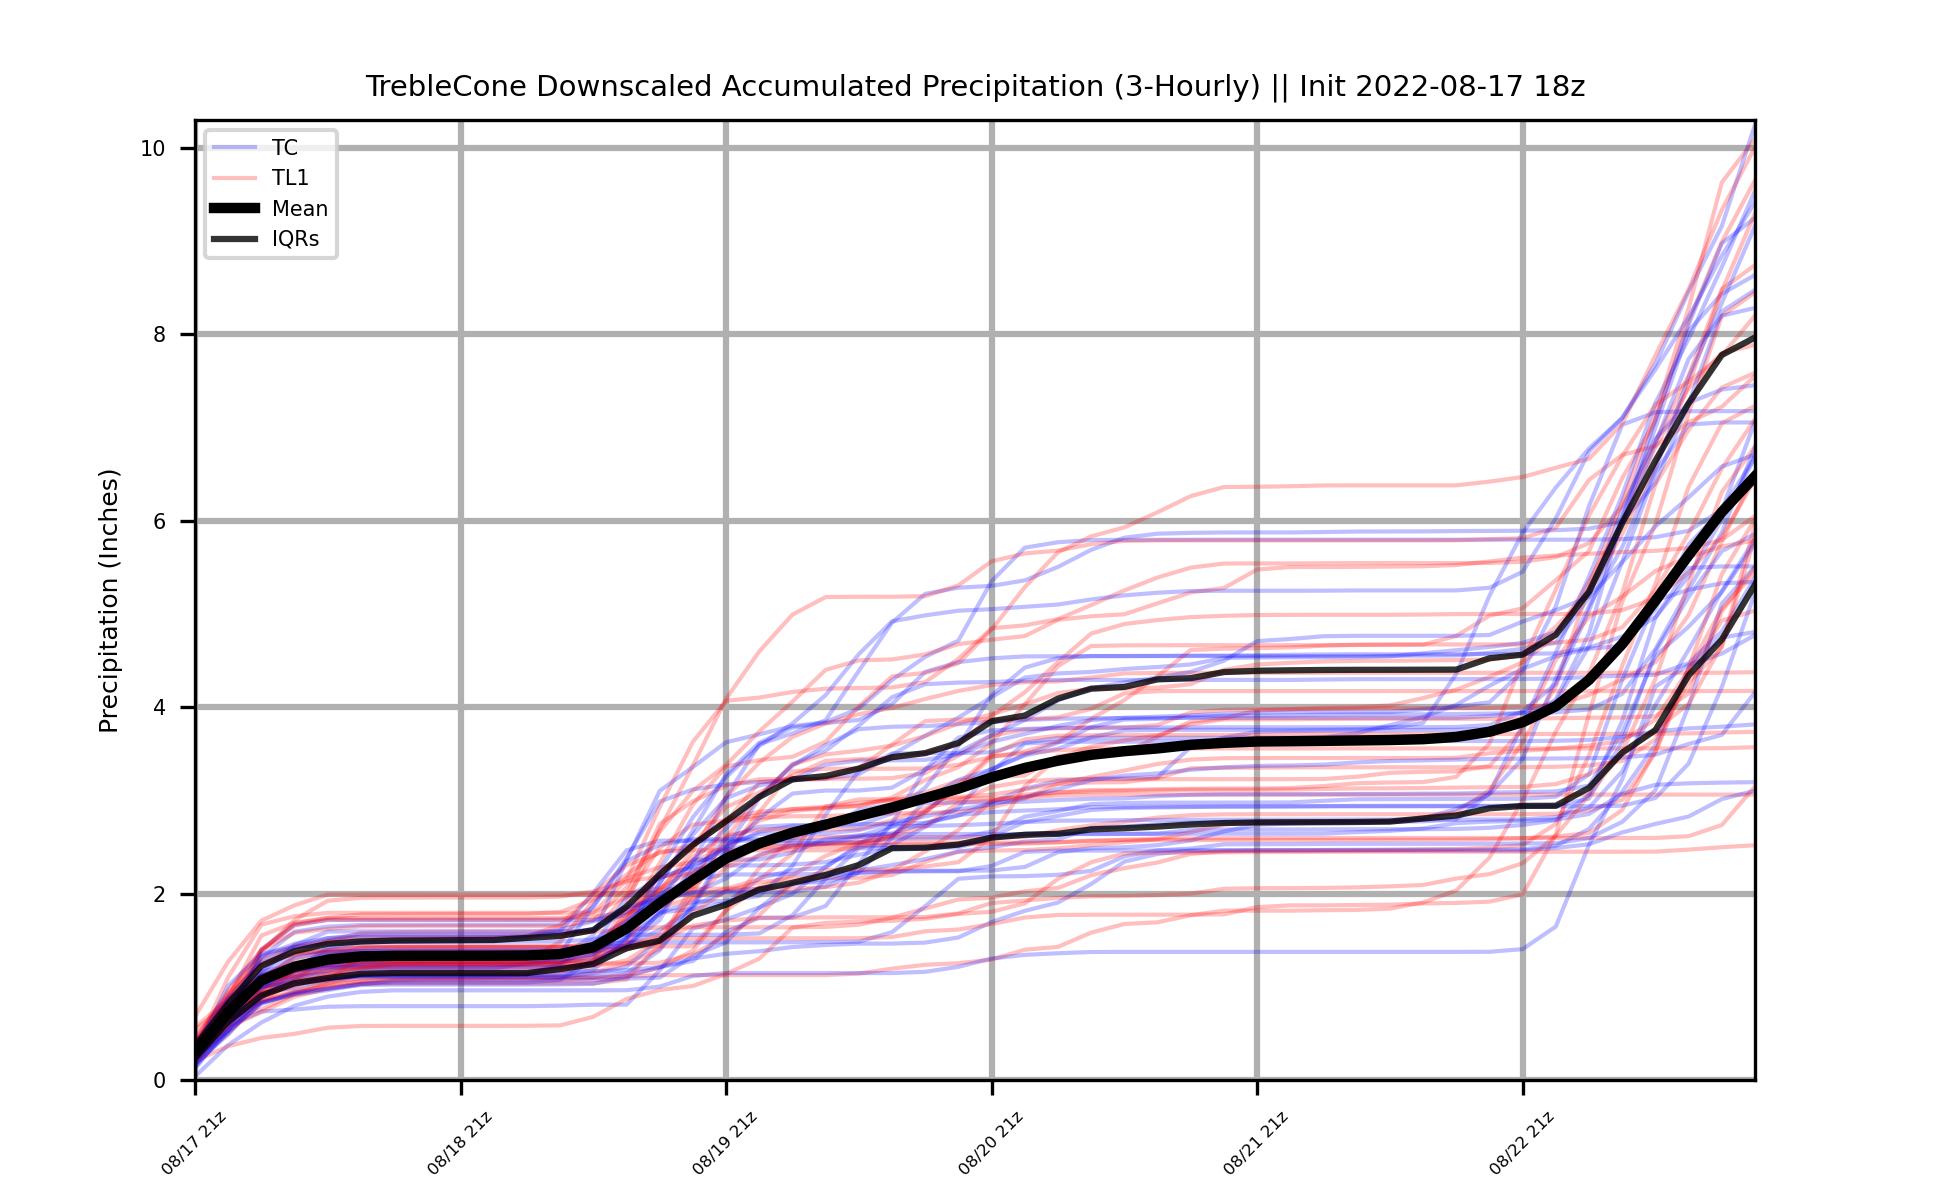 TrebleCone Downscaled Accumulated Precipitation (3-Hourly) || Init 2022-08-17 18z
TC
TL1
Mean
IQRs
Precipitation (Inches)
10
8
6
4
2
0
08/17 21z
08/18 21z
08/19 21z
08/20 21z
08/21 21z
08/22 21z